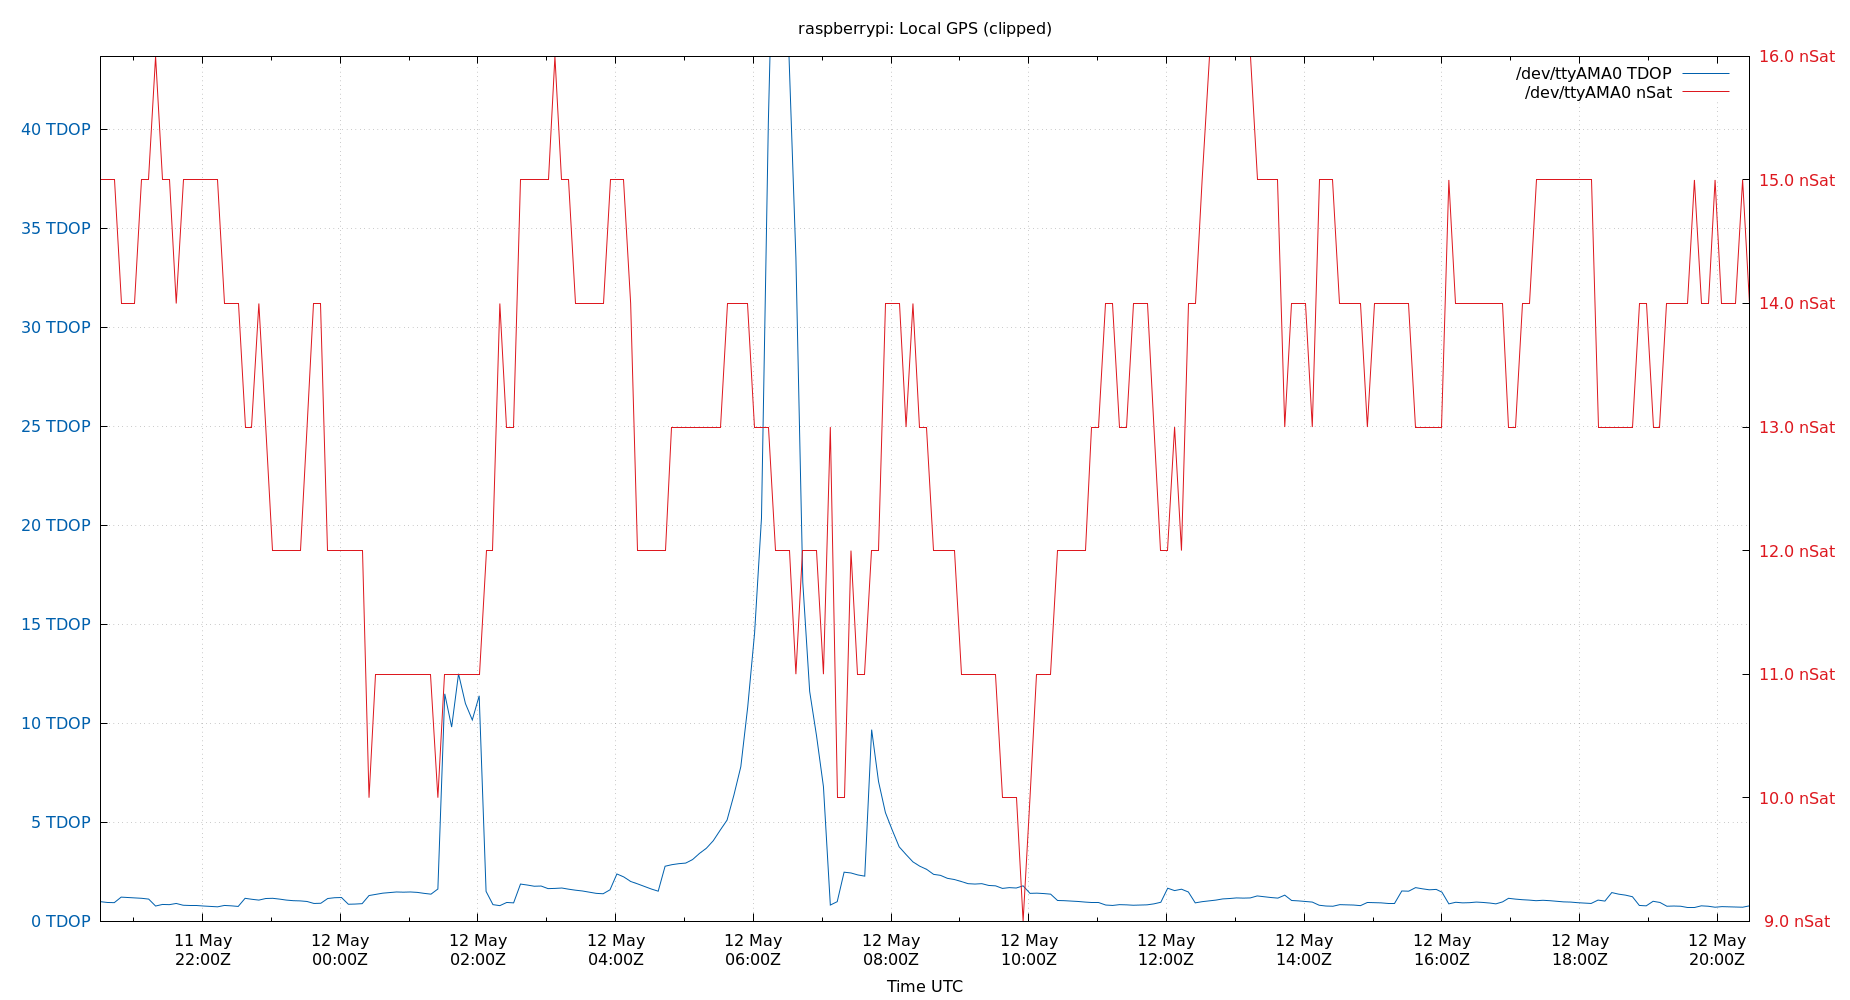 raspberrypi: Local GPS (clipped)
/dev/ttyAMA0 TDOP
/dev/ttyAMA0 nSat
40 TDOP
35 TDOP
30 TDOP
25 TDOP
20 TDOP
15 TDOP
10 TDOP
5 TDOP
0 TDOP
16.0 nSat
15.0 nSat
14.0 nSat
13.0 nSat
12.0 nSat
11.0 nSat
10.0 nSat
9.0 nSat
11 May
22:00Z
12 May
00:00Z
12 May
02:00Z
12 May
04:00Z
12 May
06:00Z
12 May
08:00Z
12 May
10:00Z
12 May
12:00Z
12 May
14:00Z
12 May
16:00Z
12 May
18:00Z
12 May
20:00Z
Time UTC